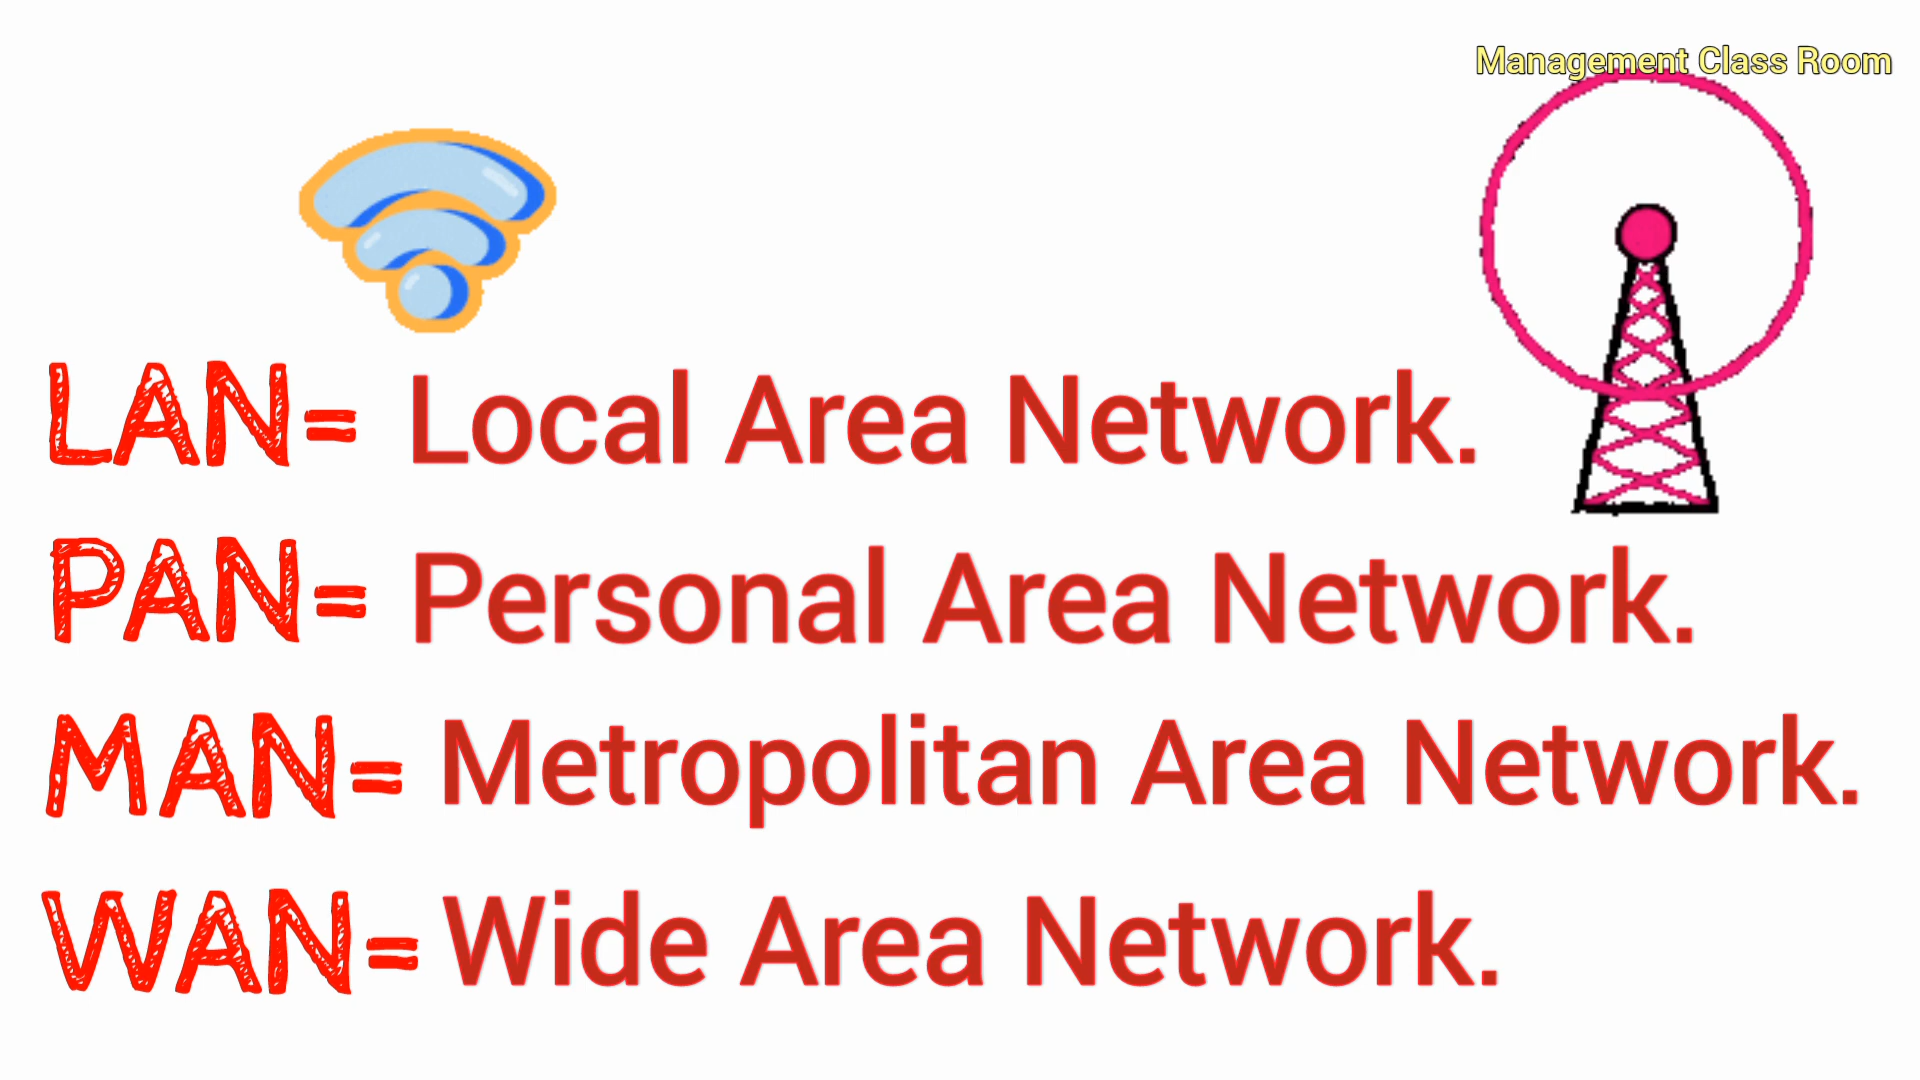 Management Class Room
LAN= Local Area Network.
PAN= Personal Area Network.
MAN= Metropolitan Area Network.
WAN= Wide Area Network.